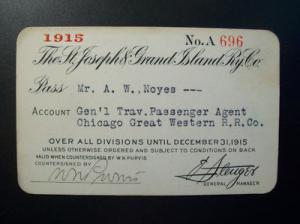 1915 No. A 696
The St. Joseph & Grand Island Ry. Co.
Pass Mr. A. W., Noyes ---
ACCOUNT Gen'l Trav. Passenger Agent
Chicago Great Western R.R.Co.
OVER ALL DIVISIONS UNTIL DECEMBER 31, 1915
UNLESS OTHERWISE ORDERED AND SUBJECT TO CONDITIONS ON BACK
VALID WHEN COUNTERSIGNED BY W.N. PURVIS
COUNTERSIGNED BY
W N Purvis
GENERAL MANAGER